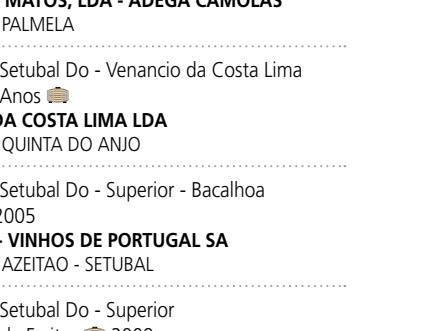 MATOS, LDA - ADEGA CAMOLAS
PALMELA
Setubal Do - Venancio da Costa Lima
Anos
DA COSTA LIMA LDA
QUINTA DO ANJO
Setubal Do - Superior - Bacalhoa
2005
- VINHOS DE PORTUGAL SA
AZEITAO - SETUBAL
Setubal Do - Superior